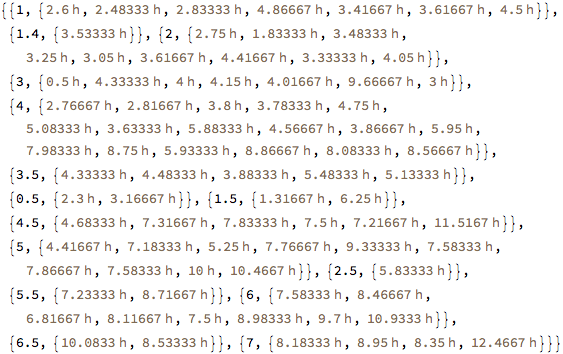 {{1, {2.6 h, 2.48333 h, 2.83333 h, 4.86667 h, 3.41667 h, 3.61667 h, 4.5 h}},
{1.4, {3.53333 h}}, {2, {2.75 h, 1.83333 h, 3.48333 h,
3.25 h, 3.05 h, 3.61667 h, 4.41667 h, 3.33333 h, 4.05 h}},
{3, {0.5 h, 4.33333 h, 4 h, 4.15 h, 4.01667 h, 9.66667 h, 3 h}},
{4, {2.76667 h, 2.81667 h, 3.8 h, 3.78333 h, 4.75 h,
5.08333 h, 3.63333 h, 5.88333 h, 4.56667 h, 3.86667 h, 5.95 h,
7.98333 h, 8.75 h, 5.93333 h, 8.86667 h, 8.08333 h, 8.56667 h}},
{3.5, {4.33333 h, 4.48333 h, 3.88333 h, 5.48333 h, 5.13333 h}},
{0.5, {2.3 h, 3.16667 h}}, {1.5, {1.31667 h, 6.25 h}},
{4.5, {4.68333 h, 7.31667 h, 7.83333 h, 7.5 h, 7.21667 h, 11.5167 h}},
{5, {4.41667 h, 7.18333 h, 5.25 h, 7.76667 h, 9.33333 h, 7.58333 h,
7.86667 h, 7.58333 h, 10 h, 10.4667 h}}, {2.5, {5.83333 h}},
{5.5, {7.23333 h, 8.71667 h}}, {6, {7.58333 h, 8.46667 h,
6.81667 h, 8.11667 h, 7.5 h, 8.98333 h, 9.7 h, 10.9333 h}},
{6.5, {10.0833 h, 8.53333 h}}, {7, {8.18333 h, 8.95 h, 8.35 h, 12.4667 h}}}